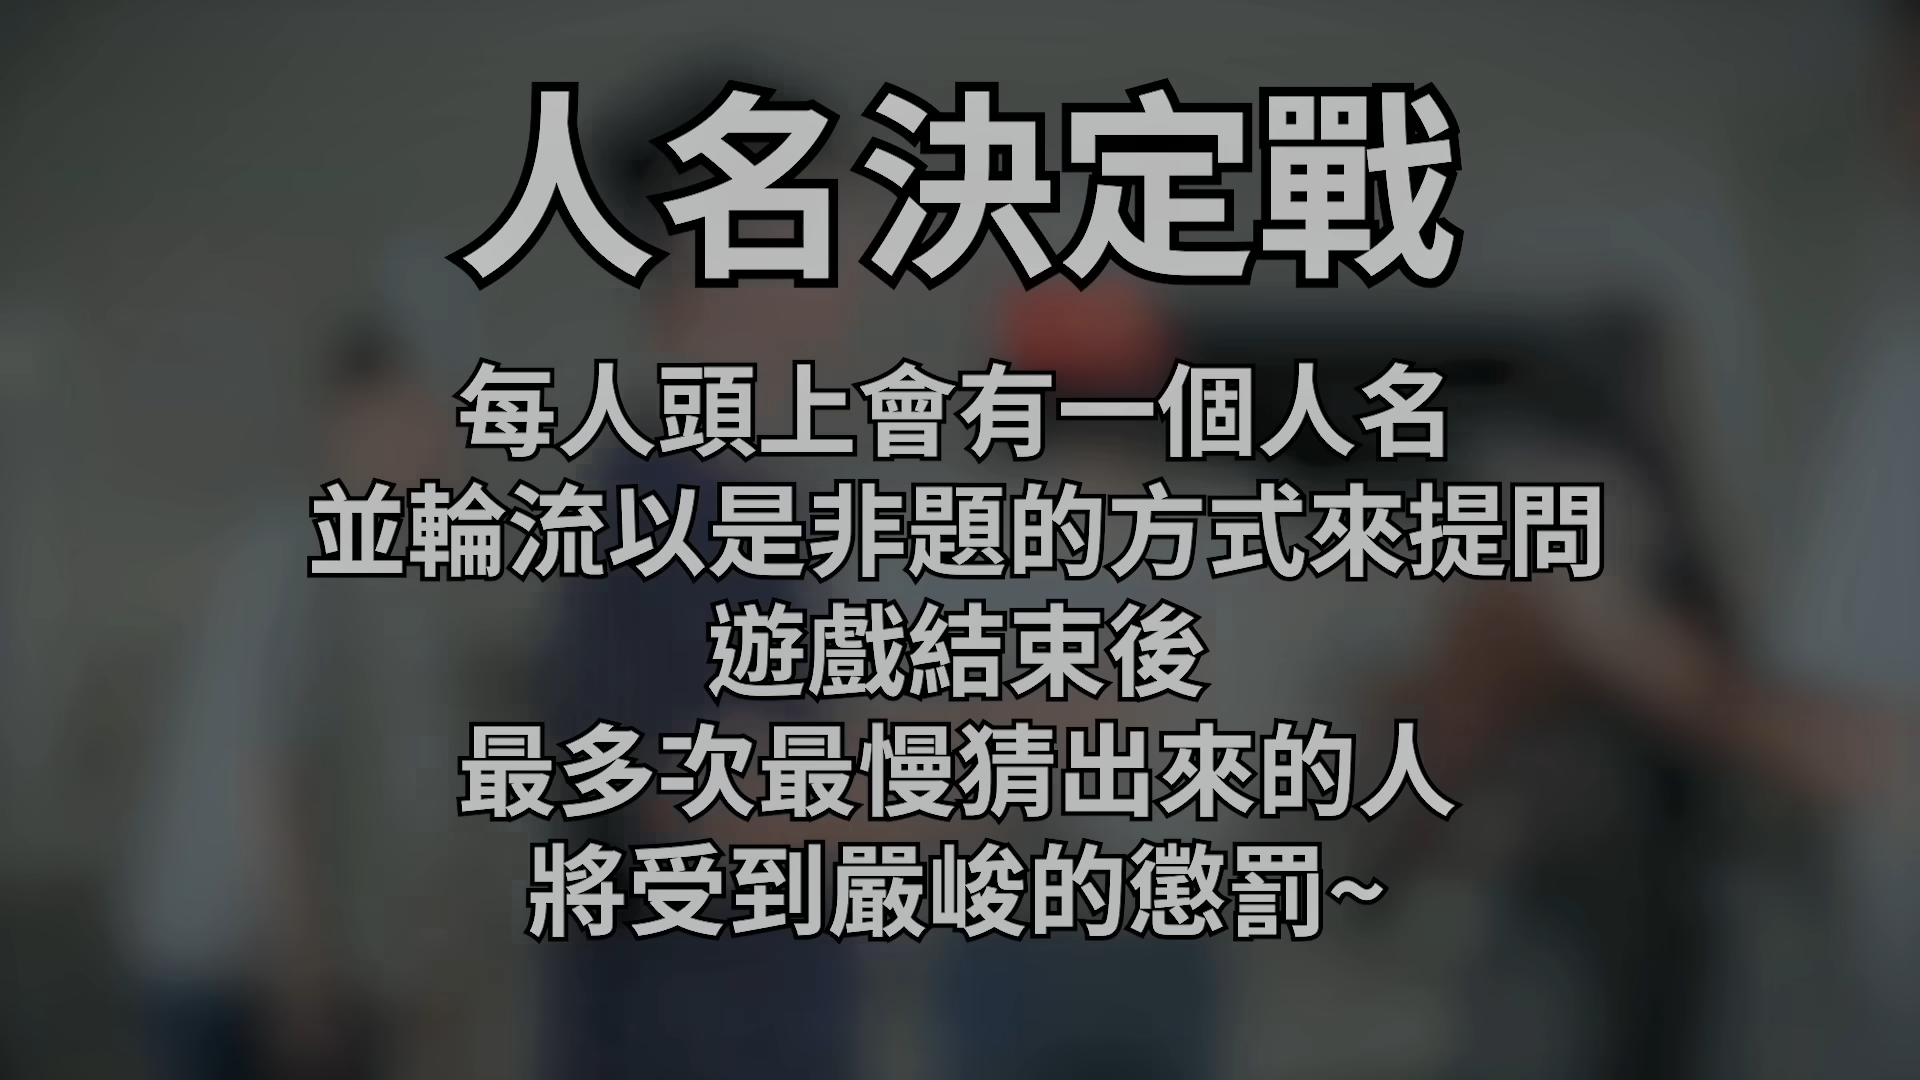 人名決定戰
每人頭上會有一個人名
並輪流以是非題的方式來提問
遊戲結束後
最多次最慢猜出來的人
將受到嚴峻的懲罰~